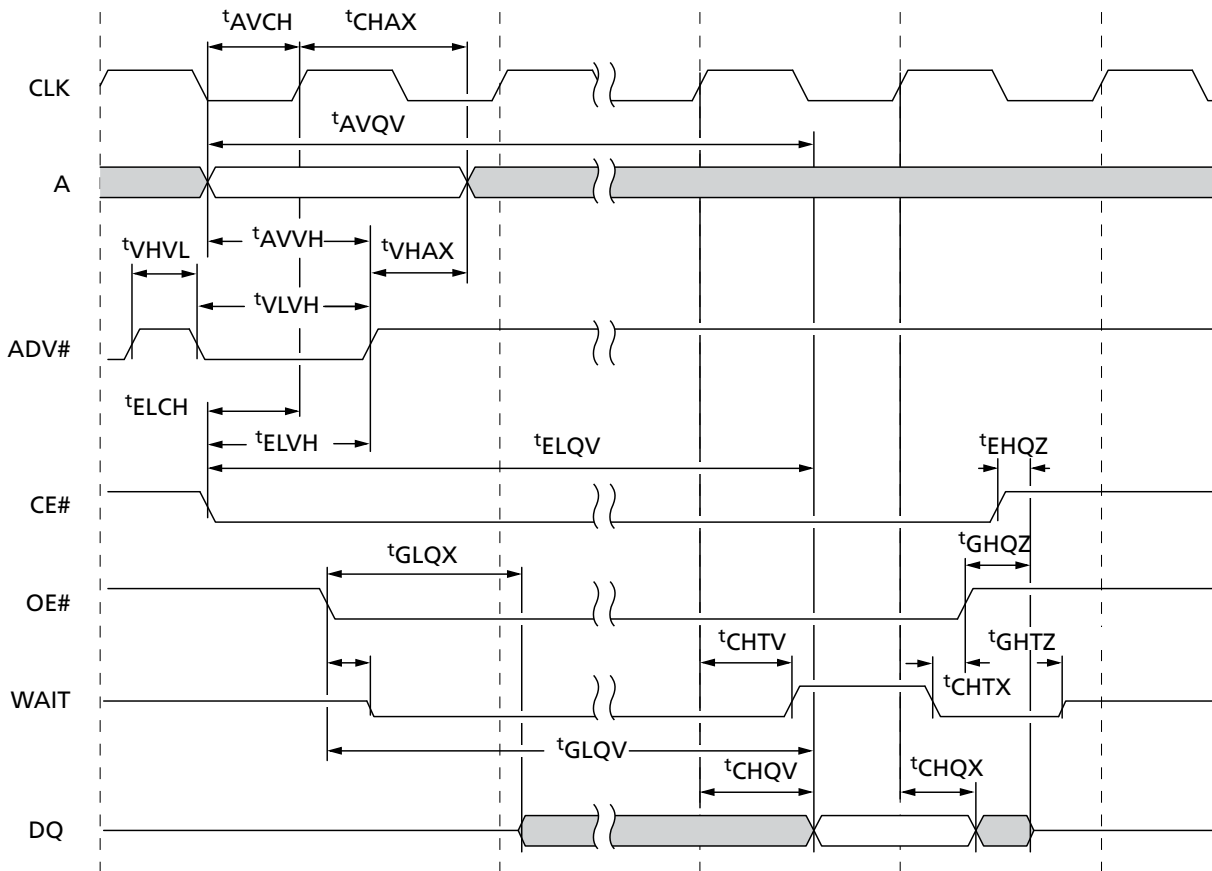 tAVCH
tCHAX
CLK
tAVQV
A
tAVVH
tVHVL
tVHAX
tVLVH
ADV#
tELCH
tELVH
tELQV
tEHQZ
CE#
tGLQX
tGHQZ
OE#
tCHTV
tGHTZ
tCHTX
WAIT
tGLQV
tCHQV
tCHQX
DQ